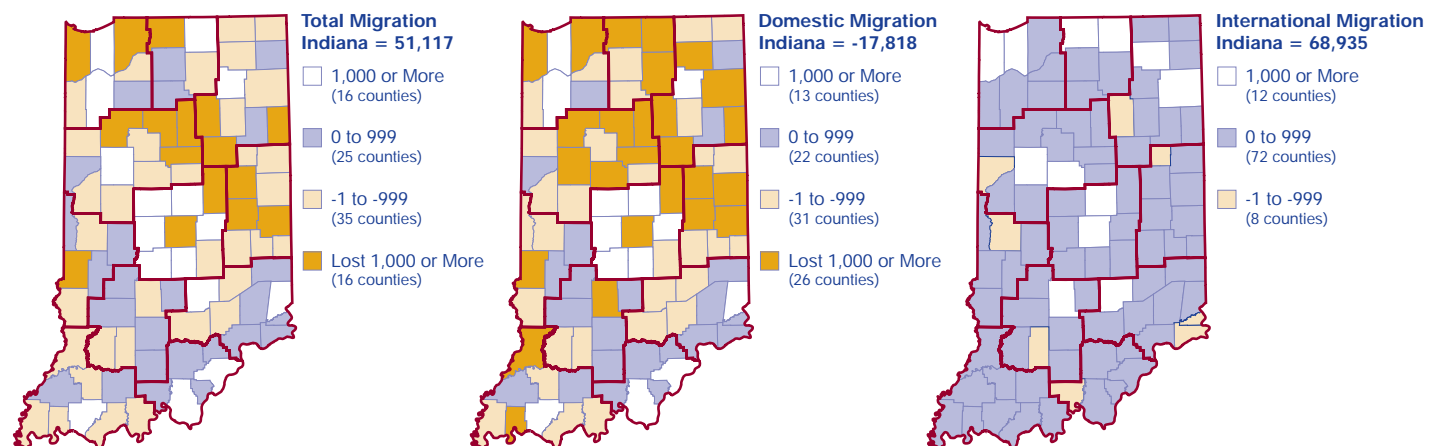 Total Migration
Indiana = 51,117
1,000 or More
(16 counties)
0 to 999
(25 counties)
-1 to -999
(35 counties)
Lost 1,000 or More
(16 counties)
Domestic Migration
Indiana = -17,818
1,000 or More
(13 counties)
0 to 999
(22 counties)
-1 to -999
(31 counties)
Lost 1,000 or More
(26 counties)
International Migration
Indiana = 68,935
1,000 or More
(12 counties)
0 to 999
(72 counties)
-1 to -999
(8 counties)